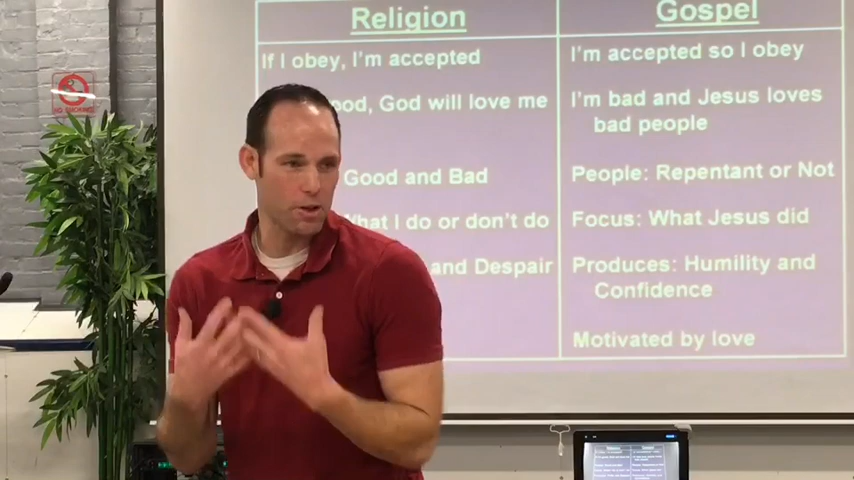 Religion
Gospel
If I obey, I'm accepted
I'm accepted so I obey
ood, God will love me
I'm bad and Jesus loves
bad people
Good and Bad
People: Repentant or Not
What I do or don't do
Focus: What Jesus did
and Despair
Produces: Humility and
Confidence
Motivated by love
NO SMOKING